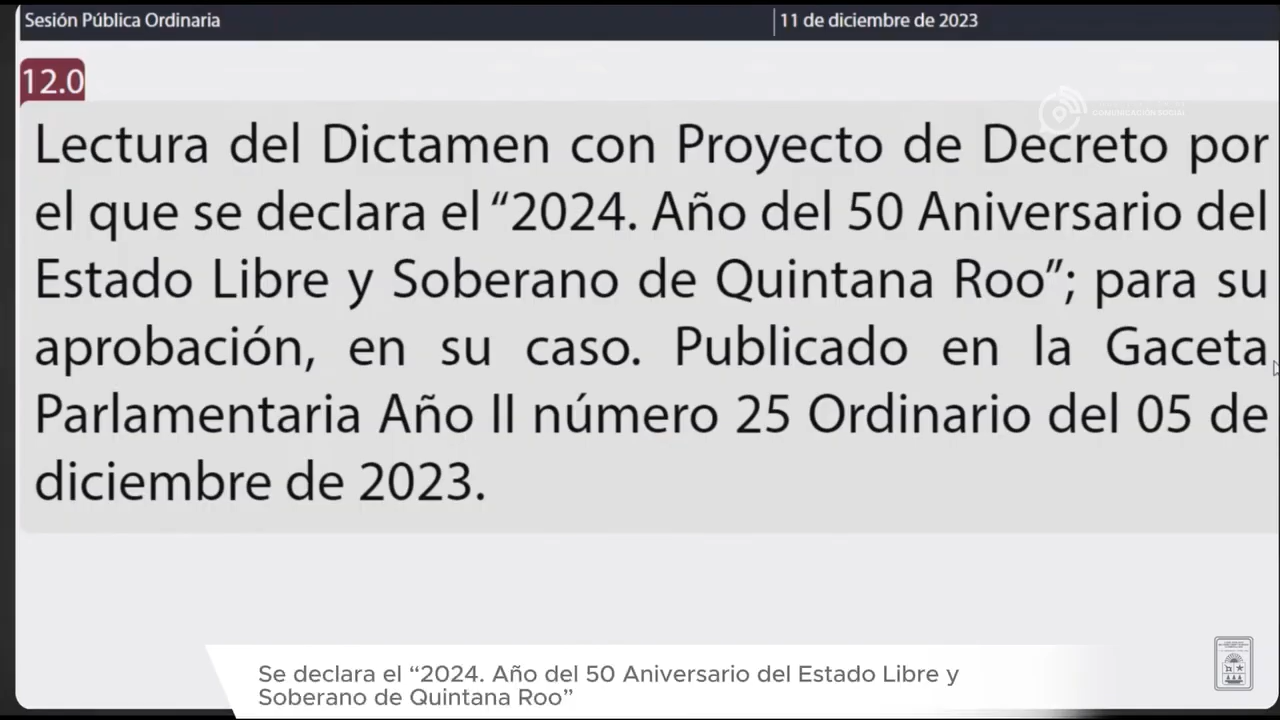 Sesión Pública Ordinaria
11 de diciembre de 2023
12.0
COMUNICACIÓN SOCIAL
Lectura del Dictamen con Proyecto de Decreto por
el que se declara el “2024. Año del 50 Aniversario del
Estado Libre y Soberano de Quintana Roo”; para su
aprobación, en su caso. Publicado en la Gaceta
Parlamentaria Año II número 25 Ordinario del 05 de
diciembre de 2023.
Se declara el “2024. Año del 50 Aniversario del Estado Libre y
Soberano de Quintana Roo”